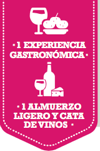 · 1 EXPERIENCIA
GASTRONÓMICA ·
· 1 ALMUERZO
LIGERO Y CATA
DE VINOS ·